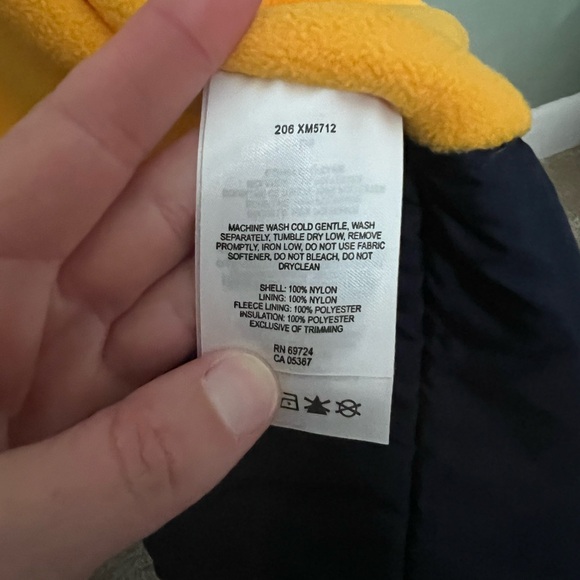 206 XM5712
MACHINE WASH COLD GENTLE, WASH
SEPARATELY, TUMBLE DRY LOW, REMOVE
PROMPTLY, IRON LOW, DO NOT USE FABRIC
SOFTENER, DO NOT BLEACH, DO NOT
DRYCLEAN
SHELL: 100% NYLON
LINING: 100% NYLON
FLEECE LINING: 100% POLYESTER
INSULATION: 100% POLYESTER
EXCLUSIVE OF TRIMMING
RN 69724
CA 05367